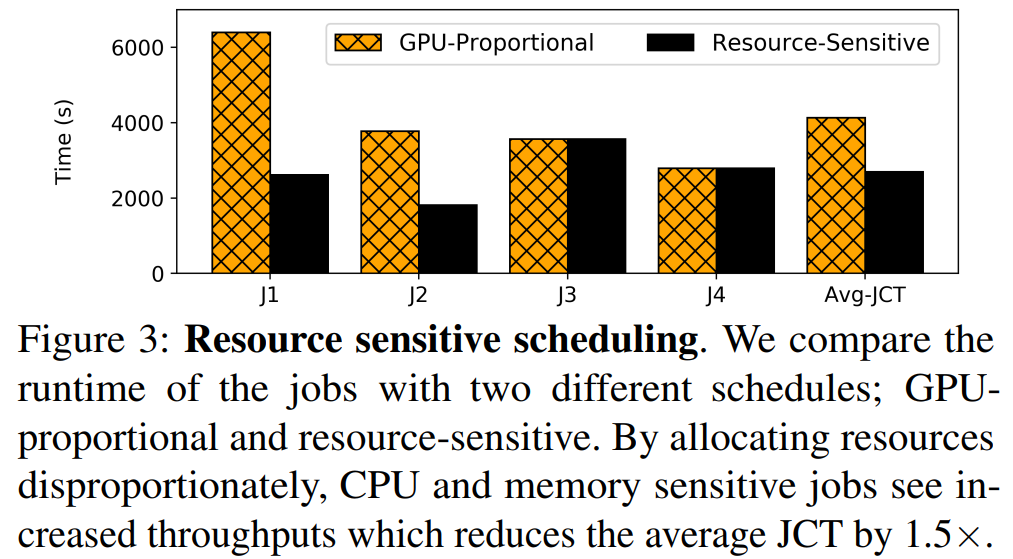 GPU-Proportional
Resource-Sensitive
Time (s)
6000
4000
2000
0
J1
J2
J3
J4
Avg-JCT
Figure 3: Resource sensitive scheduling. We compare the
runtime of the jobs with two different schedules; GPU-
proportional and resource-sensitive. By allocating resources
disproportionately, CPU and memory sensitive jobs see in-
creased throughputs which reduces the average JCT by 1.5×.